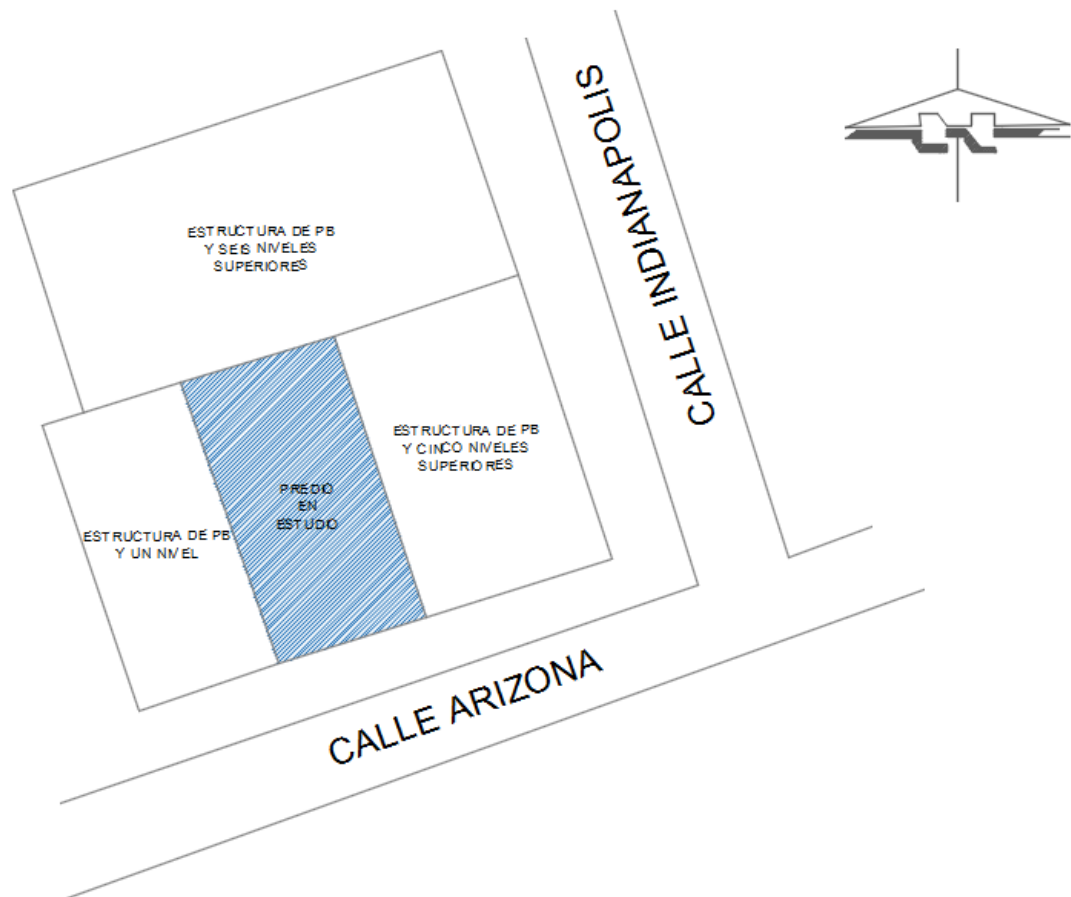 CALLE INDIANAPOLIS
ESTRUCTURA DE PB
Y SEIS NIVELES
SUPERIORES
ESTRUCTURA DE PB
Y CINCO NIVELES
SUPERIORES
PREDIO
EN
ESTUDIO
ESTRUCTURA DE PB
Y UN NIVEL
CALLE ARIZONA